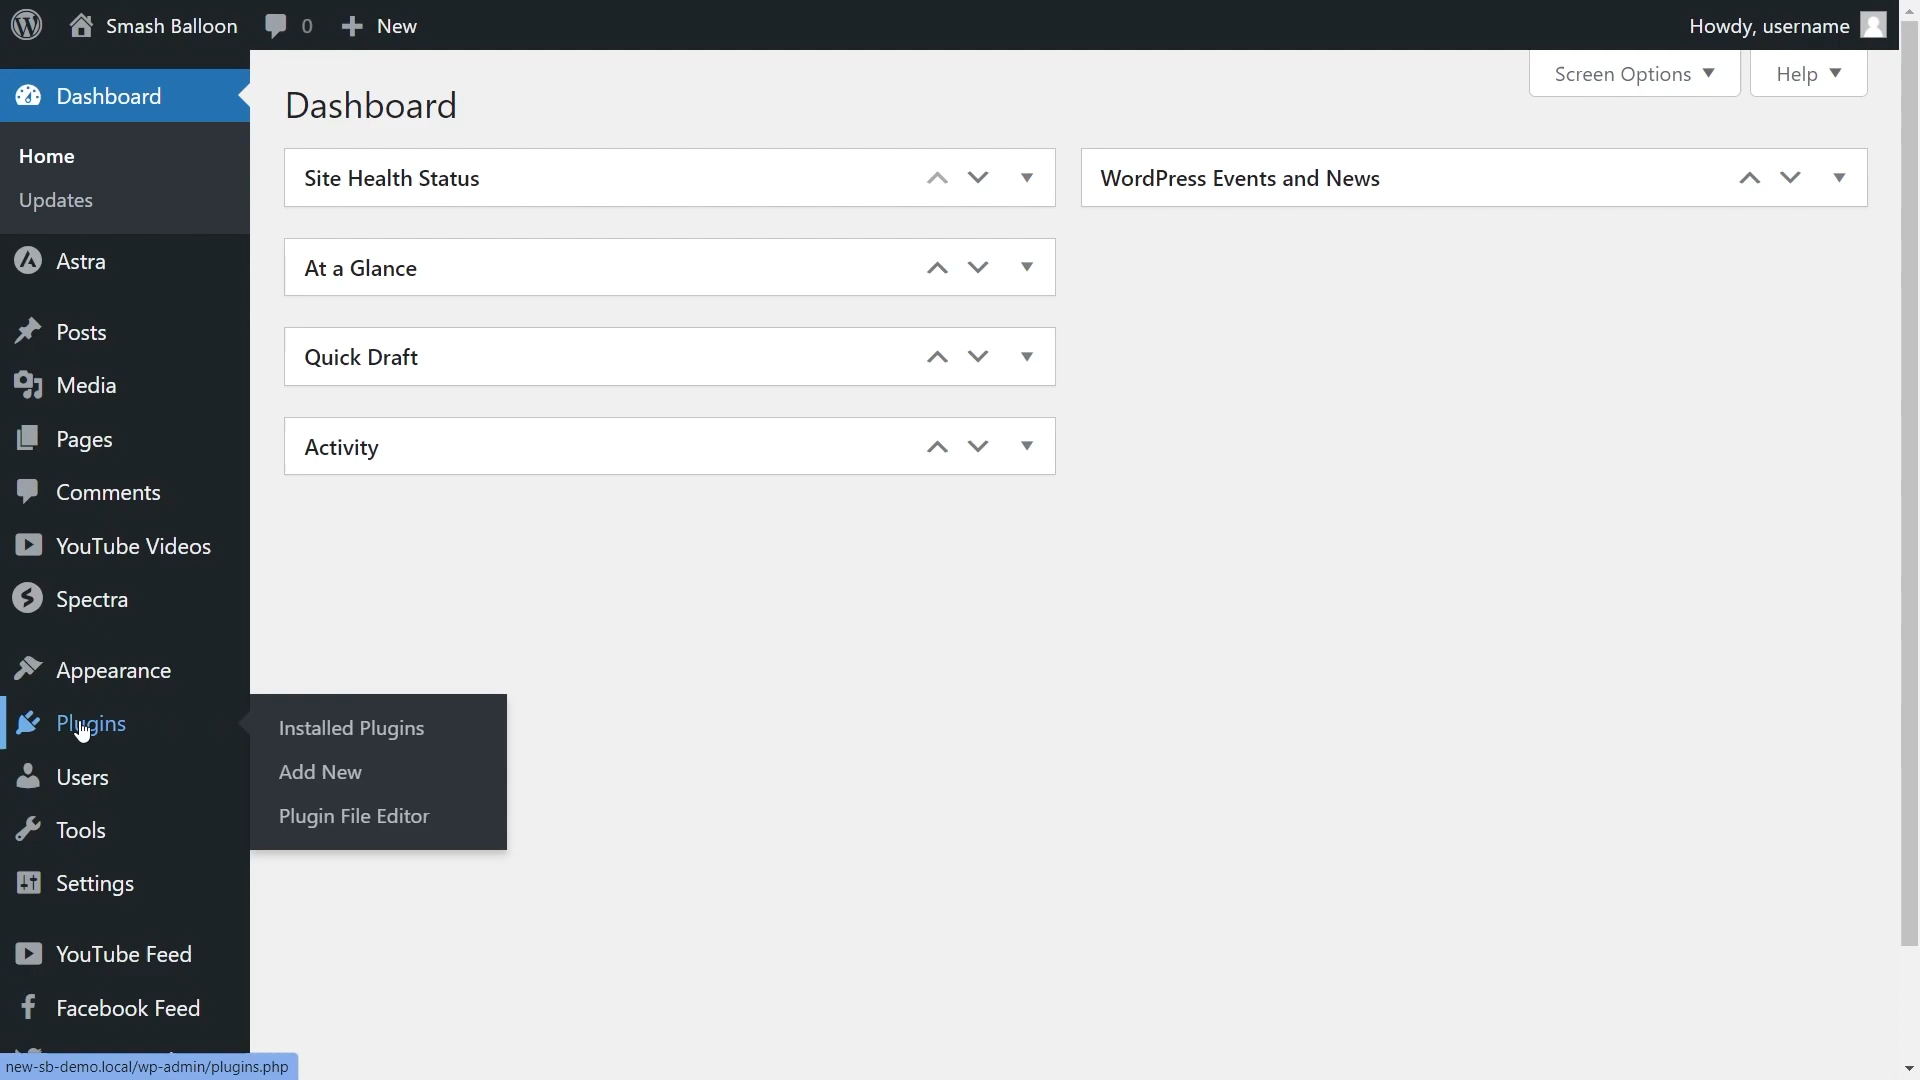 Smash Balloon 0 New Howdy, username
Screen Options Help
Dashboard
Home
Updates
Astra
Posts
Media
Pages
Comments
YouTube Videos
Spectra
Appearance
Plugins
Users
Tools
Settings
YouTube Feed
Facebook Feed
Installed Plugins
Add New
Plugin File Editor
Dashboard
Site Health Status
At a Glance
Quick Draft
Activity
WordPress Events and News
new-sb-demo.local/wp-admin/plugins.php